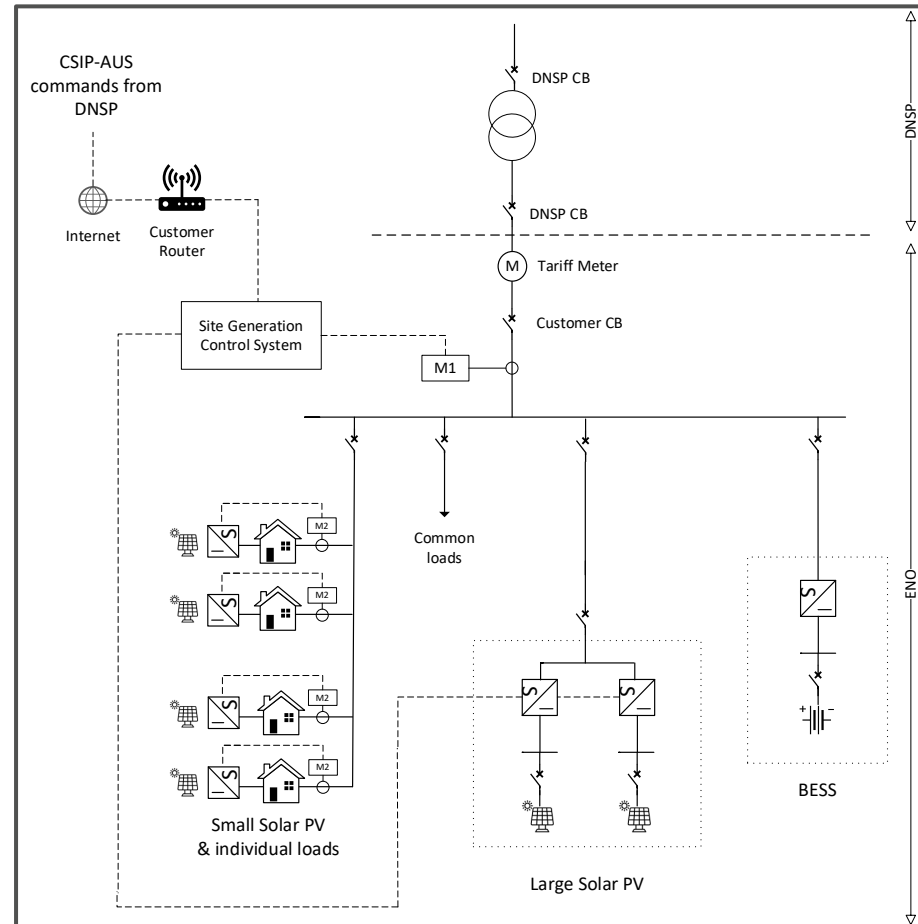 CSIP-AUS
commands from
DNSP
Internet
Customer
Router
DNSP CB
DNSP CB
DNSP
M
Tariff Meter
Customer CB
Site Generation
Control System
M1
M2
M2
M2
M2
Common
loads
ENO
+ −
Small Solar PV
& individual loads
Large Solar PV
BESS